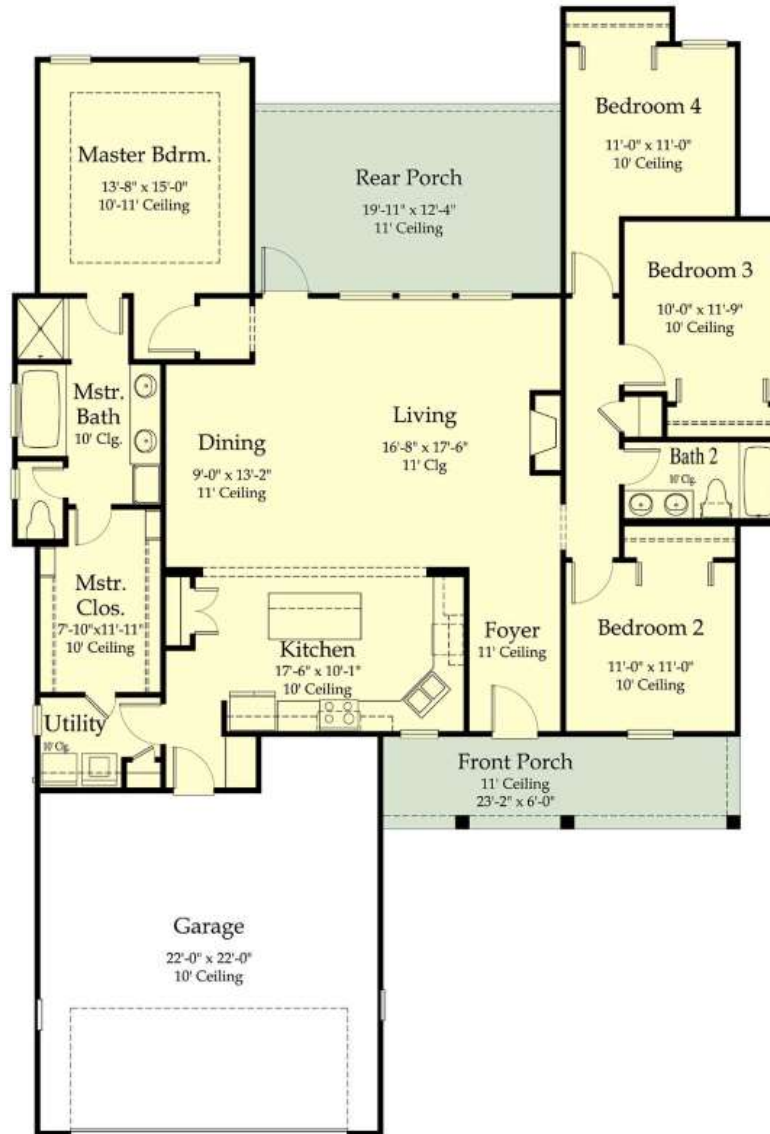 Bedroom 4
11'-0" x 11'-0"
10' Ceiling
Master Bdrm.
13'-8" x 15'-0"
10'-11' Ceiling
Rear Porch
19'-11" x 12'-4"
11' Ceiling
Bedroom 3
10'-0" x 11'-9"
10' Ceiling
Mstr.
Bath
10' Clg.
Living
16'-8" x 17'-6"
11' Clg
Dining
9'-0" x 13'-2"
11' Ceiling
Bath 2
10' Clg.
Mstr.
Clos.
7'-10"x11'-11"
10' Ceiling
Kitchen
17'-6" x 10'-1"
10' Ceiling
Foyer
11' Ceiling
Bedroom 2
11'-0" x 11'-0"
10' Ceiling
Utility
10' Clg.
Front Porch
11' Ceiling
23'-2" x 6'-0"
Garage
22'-0" x 22'-0"
10' Ceiling